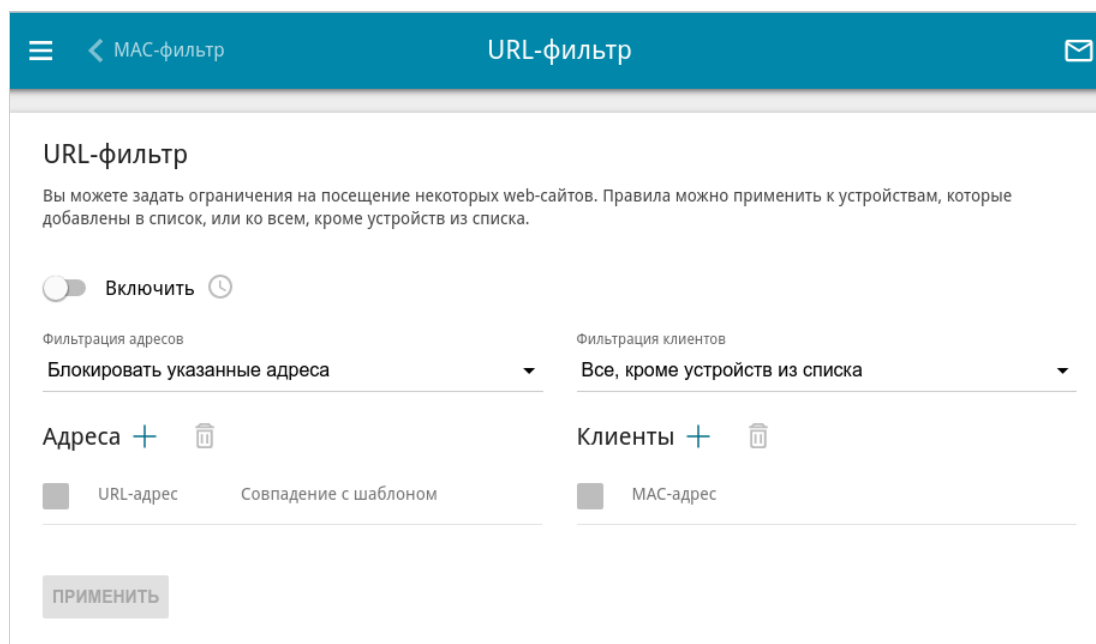 МАС-фильтр
URL-фильтр
URL-фильтр
Вы можете задать ограничения на посещение некоторых web-сайтов. Правила можно применить к устройствам, которые
добавлены в список, или ко всем, кроме устройств из списка.
Включить
Фильтрация адресов
Фильтрация клиентов
Блокировать указанные адреса
Все, кроме устройств из списка
Адреса
Клиенты
URL-адрес
Совпадение с шаблоном
MAC-адрес
ПРИМЕНИТЬ